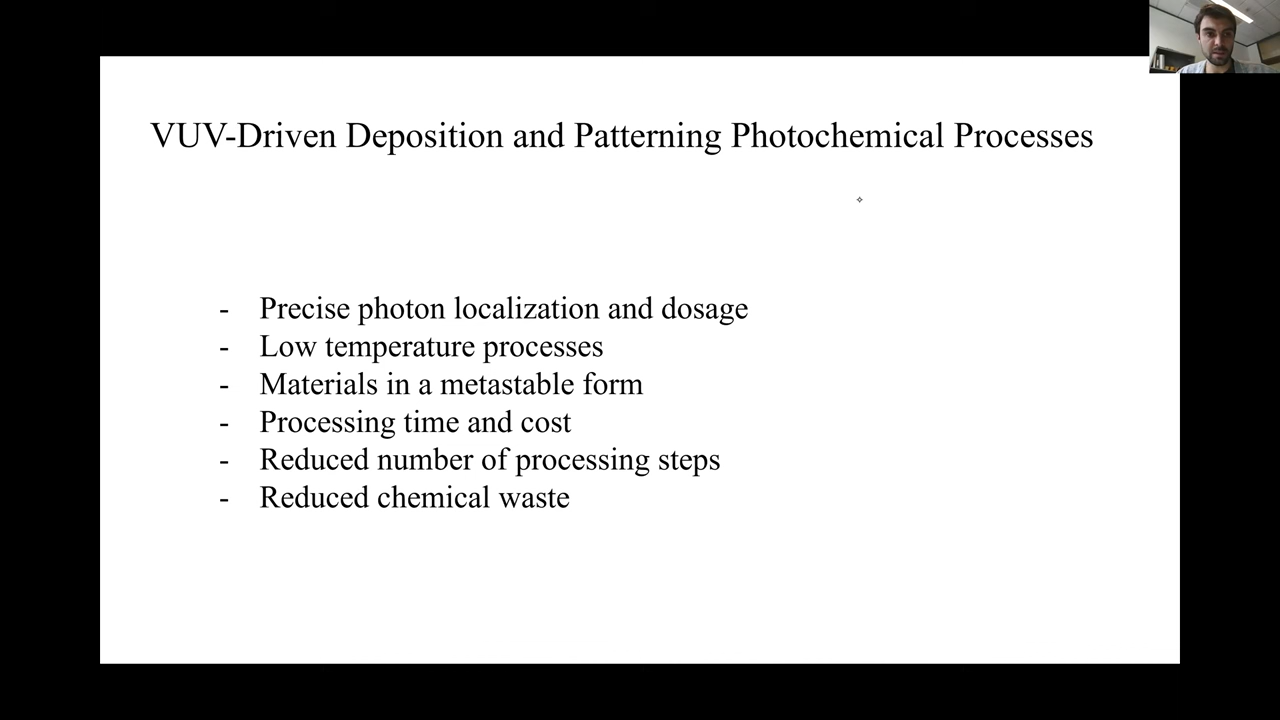 VUV-Driven Deposition and Patterning Photochemical Processes
- Precise photon localization and dosage
- Low temperature processes
- Materials in a metastable form
- Processing time and cost
- Reduced number of processing steps
- Reduced chemical waste